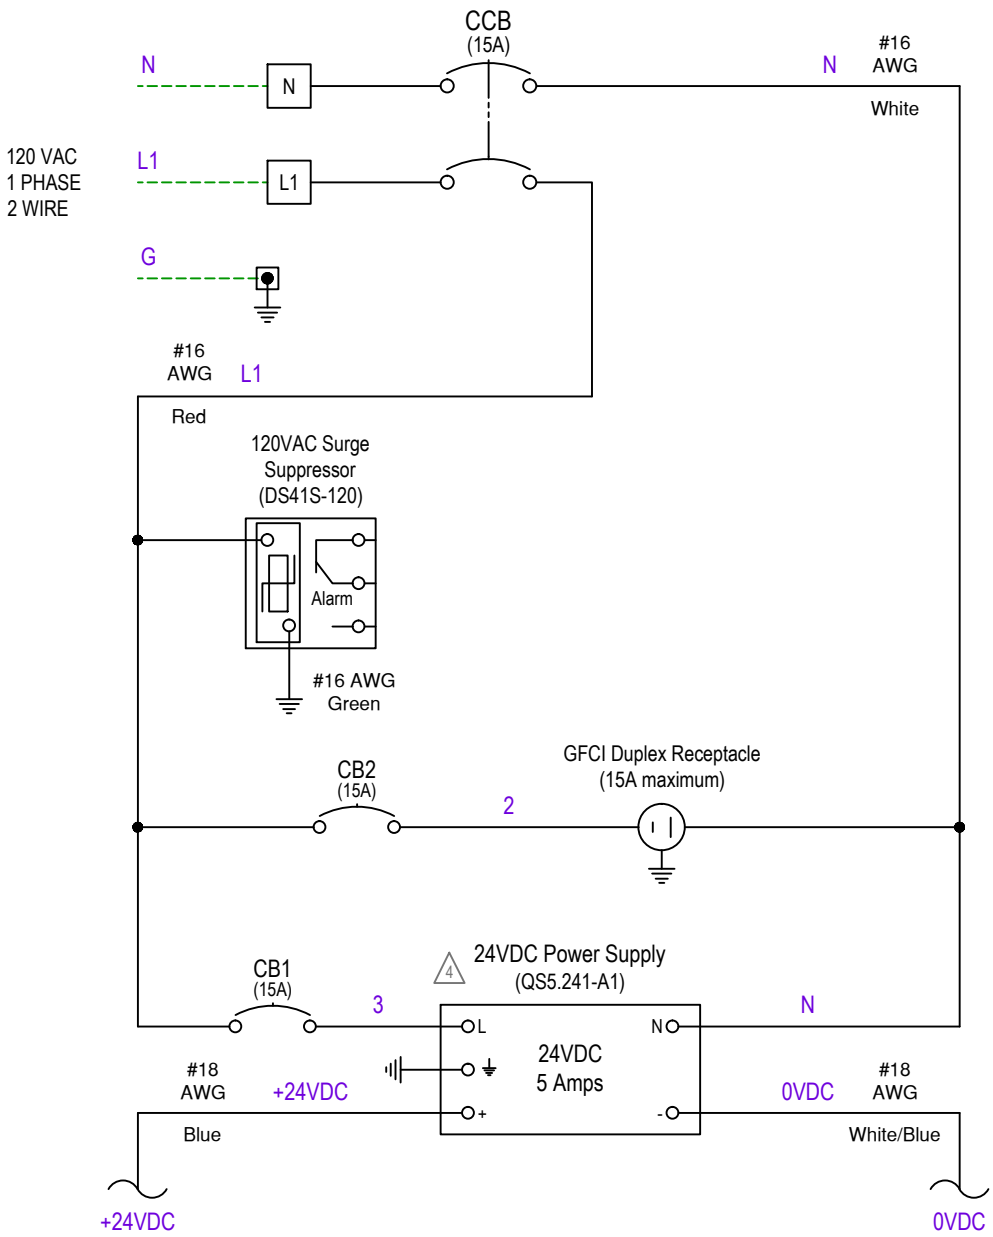 CCB
(15A)
N
N
N
#16
AWG
White
120 VAC
1 PHASE
2 WIRE
L1
L1
G
#16
AWG
L1
Red
120VAC Surge
Suppressor
(DS41S-120)
Alarm
#16 AWG
Green
CB2
(15A)
2
GFCI Duplex Receptacle
(15A maximum)
CB1
(15A)
3
4
24VDC Power Supply
(QS5.241-A1)
N
L
N
24VDC
5 Amps
#18
AWG
+24VDC
+
-
0VDC
#18
AWG
Blue
White/Blue
+24VDC
0VDC